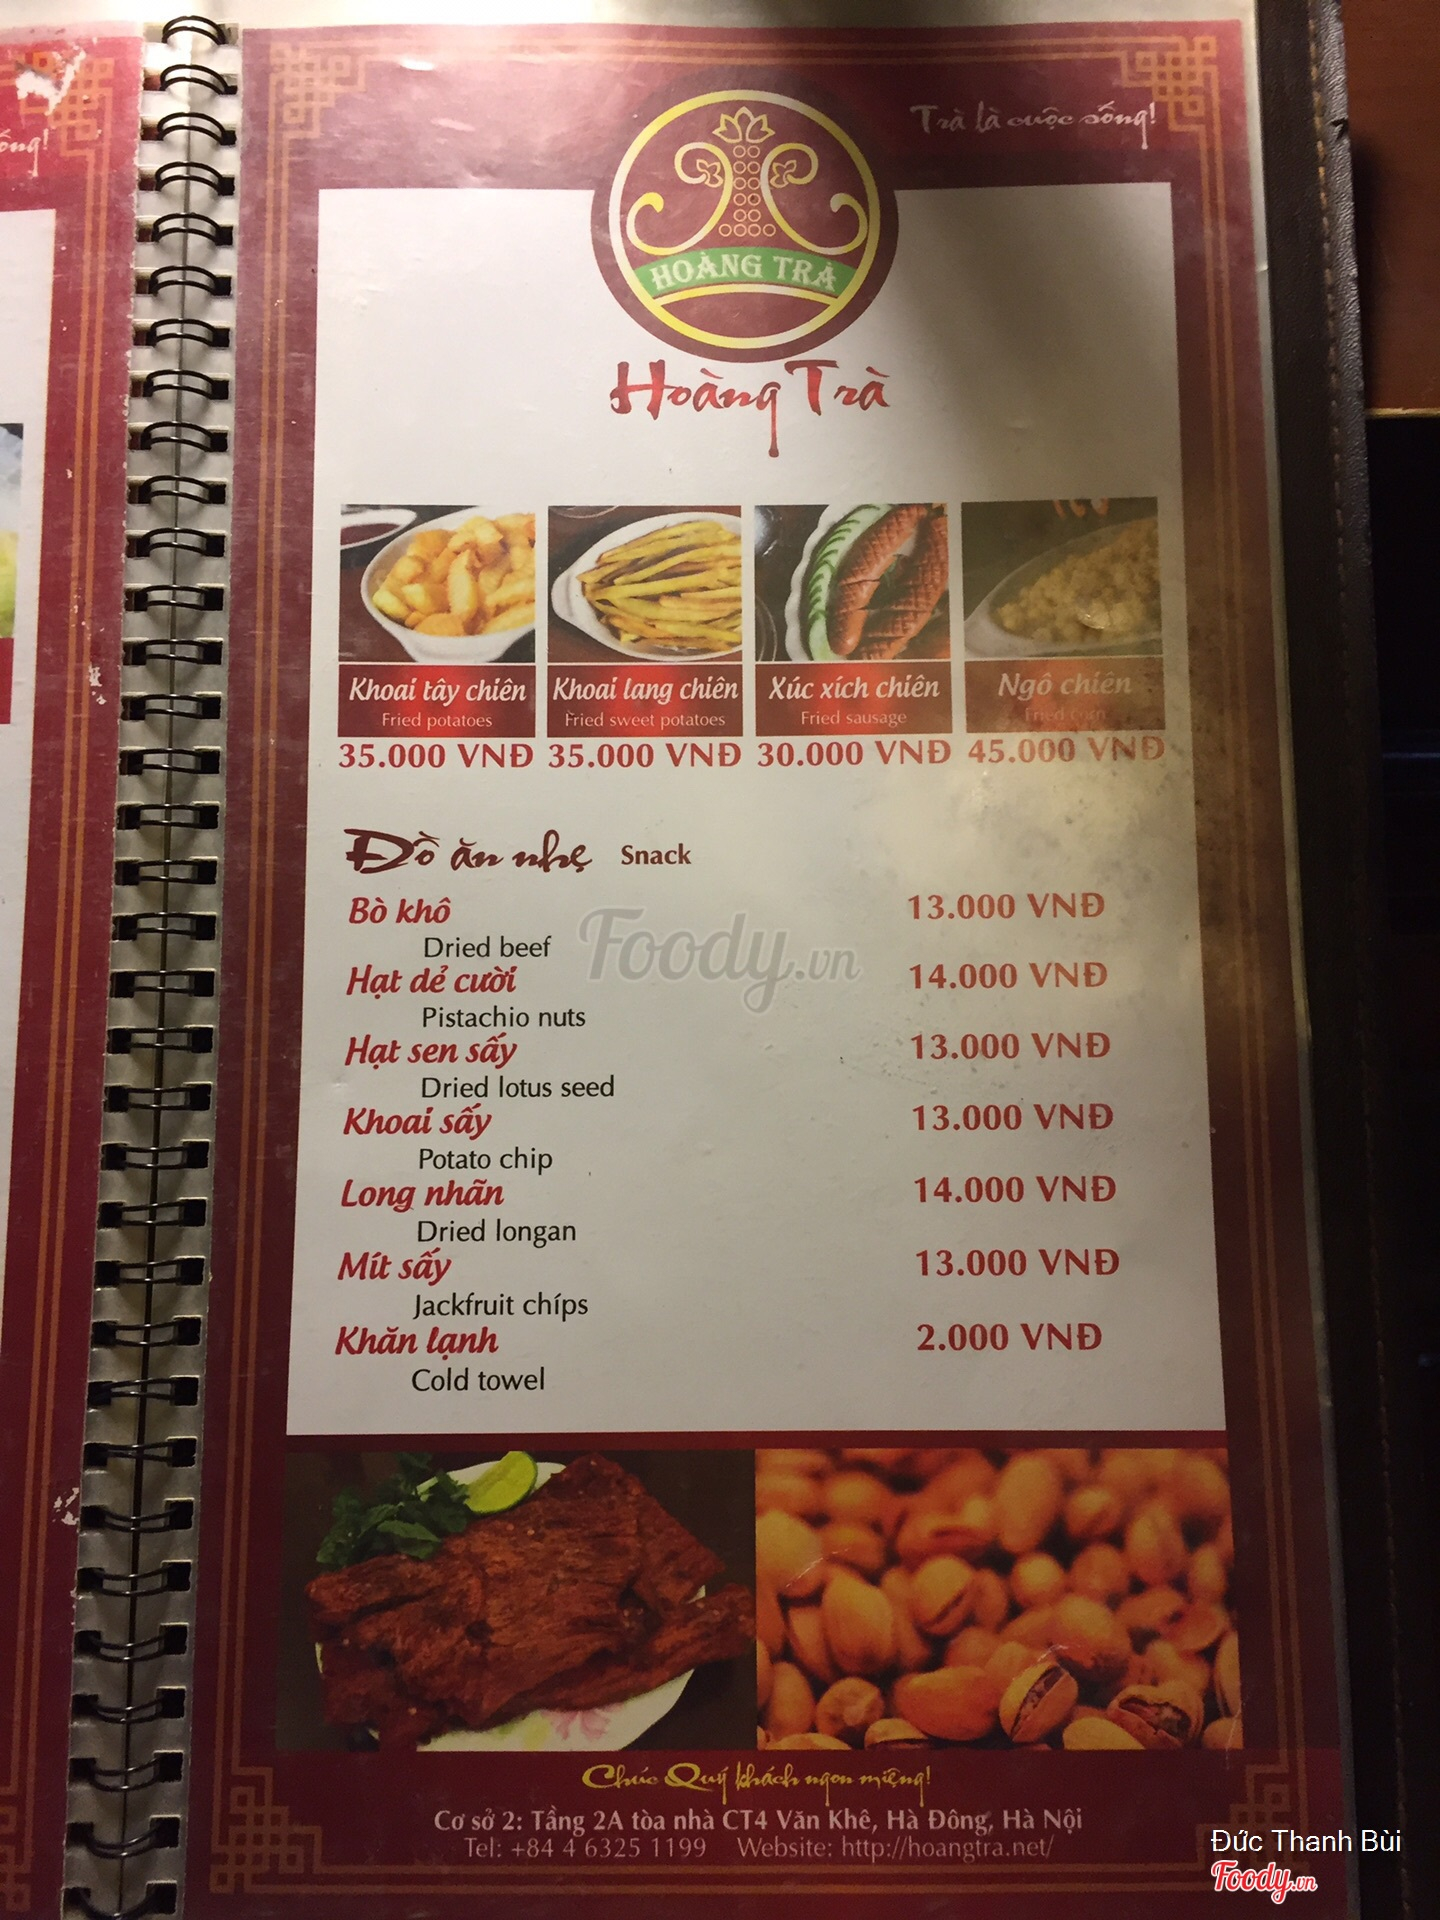 ống!
Trà là cuộc sống!
HOÀNG TRÀ
Hoàng Trà
Khoai tây chiên Khoai lang chiên Xúc xích chiên Ngô chiên
Fried potatoes Fried sweet potatoes Fried sausage Fried corn
35.000 VNĐ 35.000 VNĐ 30.000 VNĐ 45.000 VNĐ
Đồ ăn nhẹ Snack
Bò khô 13.000 VNĐ
Dried beef
Foody.vn
Hạt dẻ cười 14.000 VNĐ
Pistachio nuts
Hạt sen sấy 13.000 VNĐ
Dried lotus seed
Khoai sấy 13.000 VNĐ
Potato chip
Long nhãn 14.000 VNĐ
Dried longan
Mít sấy 13.000 VNĐ
Jackfruit chíps
Khăn lạnh 2.000 VNĐ
Cold towel
Chúc Quý khách ngon miệng!
Cơ sở 2: Tầng 2A tòa nhà CT4 Văn Khê, Hà Đông, Hà Nội
Tel: +84 4 6325 1199 Website: http://hoangtra.net/
Đức Thanh Bùi
Foody.vn